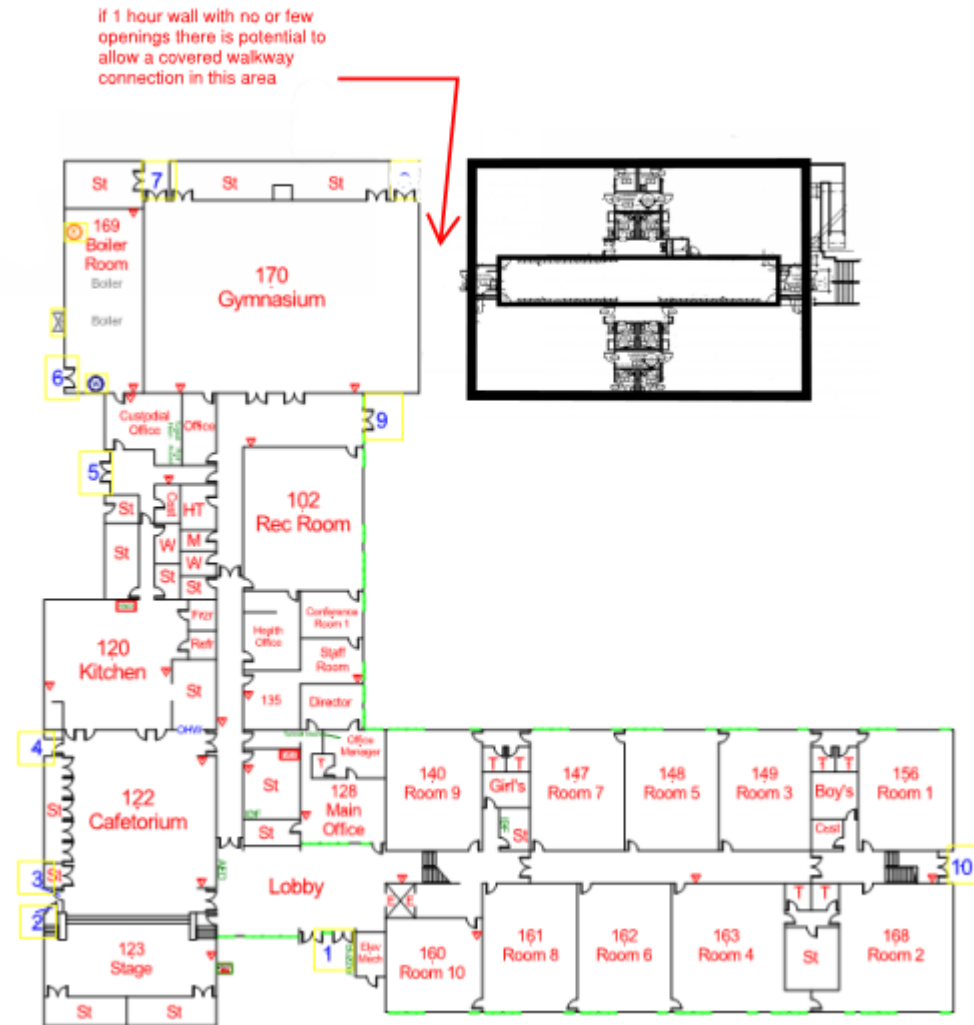 if 1 hour wall with no or few
openings there is potential to
allow a covered walkway
connection in this area
St
7
St
St
169
Boiler
Room
Boiler
Boiler
170
Gymnasium
6
Custodial
Office
Office
9
5
St
Cust
HT
102
Rec Room
St
W
M
W
St
St
120
Kitchen
Frzr
Refr
St
Health
Office
Conference
Room 1
Staff
Room
135
Director
4
Office
Manager
T
St
122
Cafetorium
St
St
128
Main
Office
140
Room 9
T
T
Girl's
St
147
Room 7
148
Room 5
149
Room 3
T
T
Boy's
Cust
156
Room 1
3
St
2
Lobby
10
E
E
T
T
123
Stage
1
Elev
Mech
160
Room 10
161
Room 8
162
Room 6
163
Room 4
St
168
Room 2
St
St